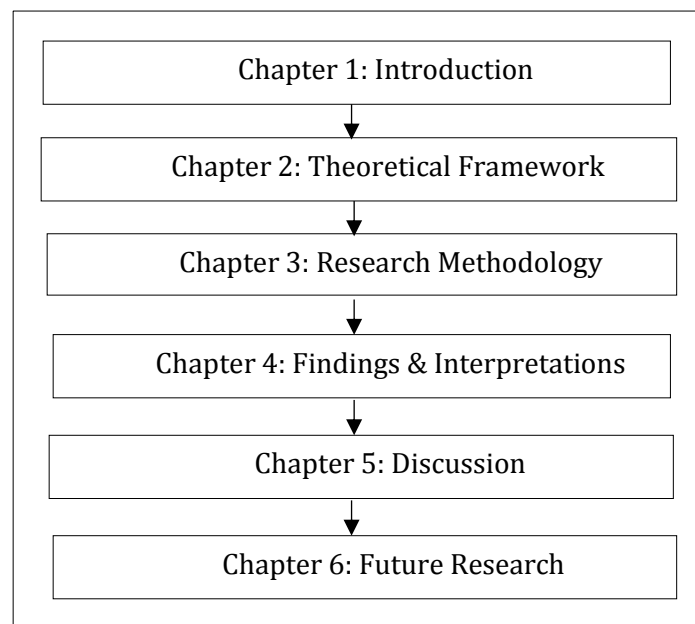 Chapter 1: Introduction
Chapter 2: Theoretical Framework
Chapter 3: Research Methodology
Chapter 4: Findings & Interpretations
Chapter 5: Discussion
Chapter 6: Future Research